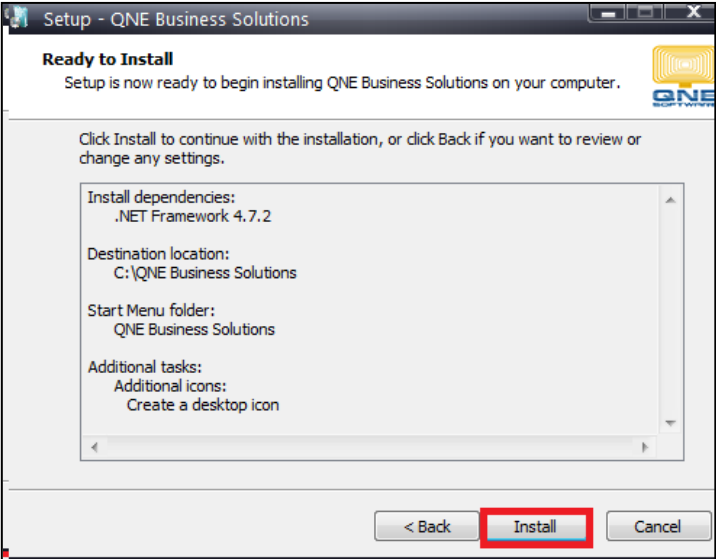 Setup - QNE Business Solutions
Ready to Install
Setup is now ready to begin installing QNE Business Solutions on your computer.
QNE
SOFTWARE
Click Install to continue with the installation, or click Back if you want to review or
change any settings.
Install dependencies:
.NET Framework 4.7.2
Destination location:
C:\QNE Business Solutions
Start Menu folder:
QNE Business Solutions
Additional tasks:
Additional icons:
Create a desktop icon
< Back
Install
Cancel